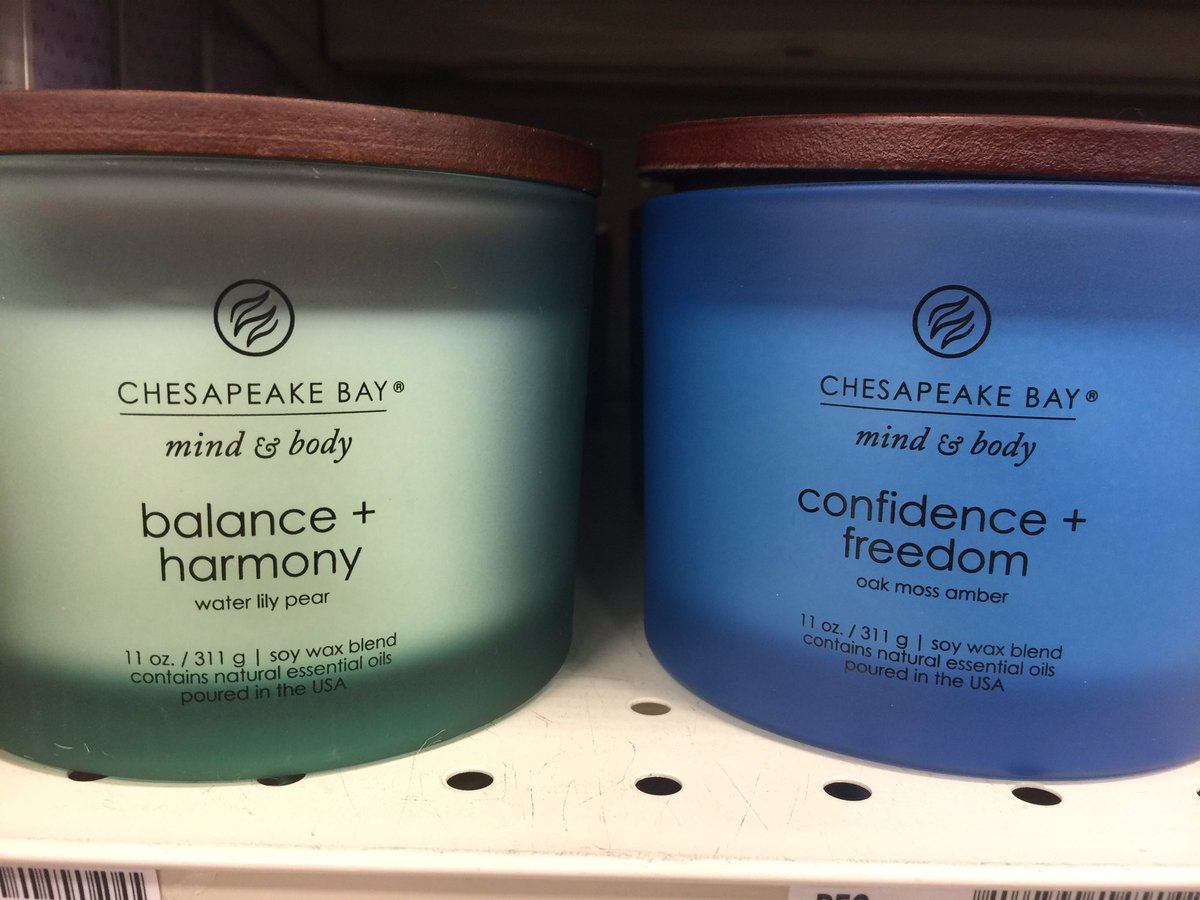 CHESAPEAKE BAY®
mind & body
balance +
harmony
water lily pear
11 oz. / 311 g | soy wax blend
contains natural essential oils
poured in the USA
CHESAPEAKE BAY®
mind & body
confidence +
freedom
oak moss amber
11 oz. / 311 g | soy wax blend
contains natural essential oils
poured in the USA